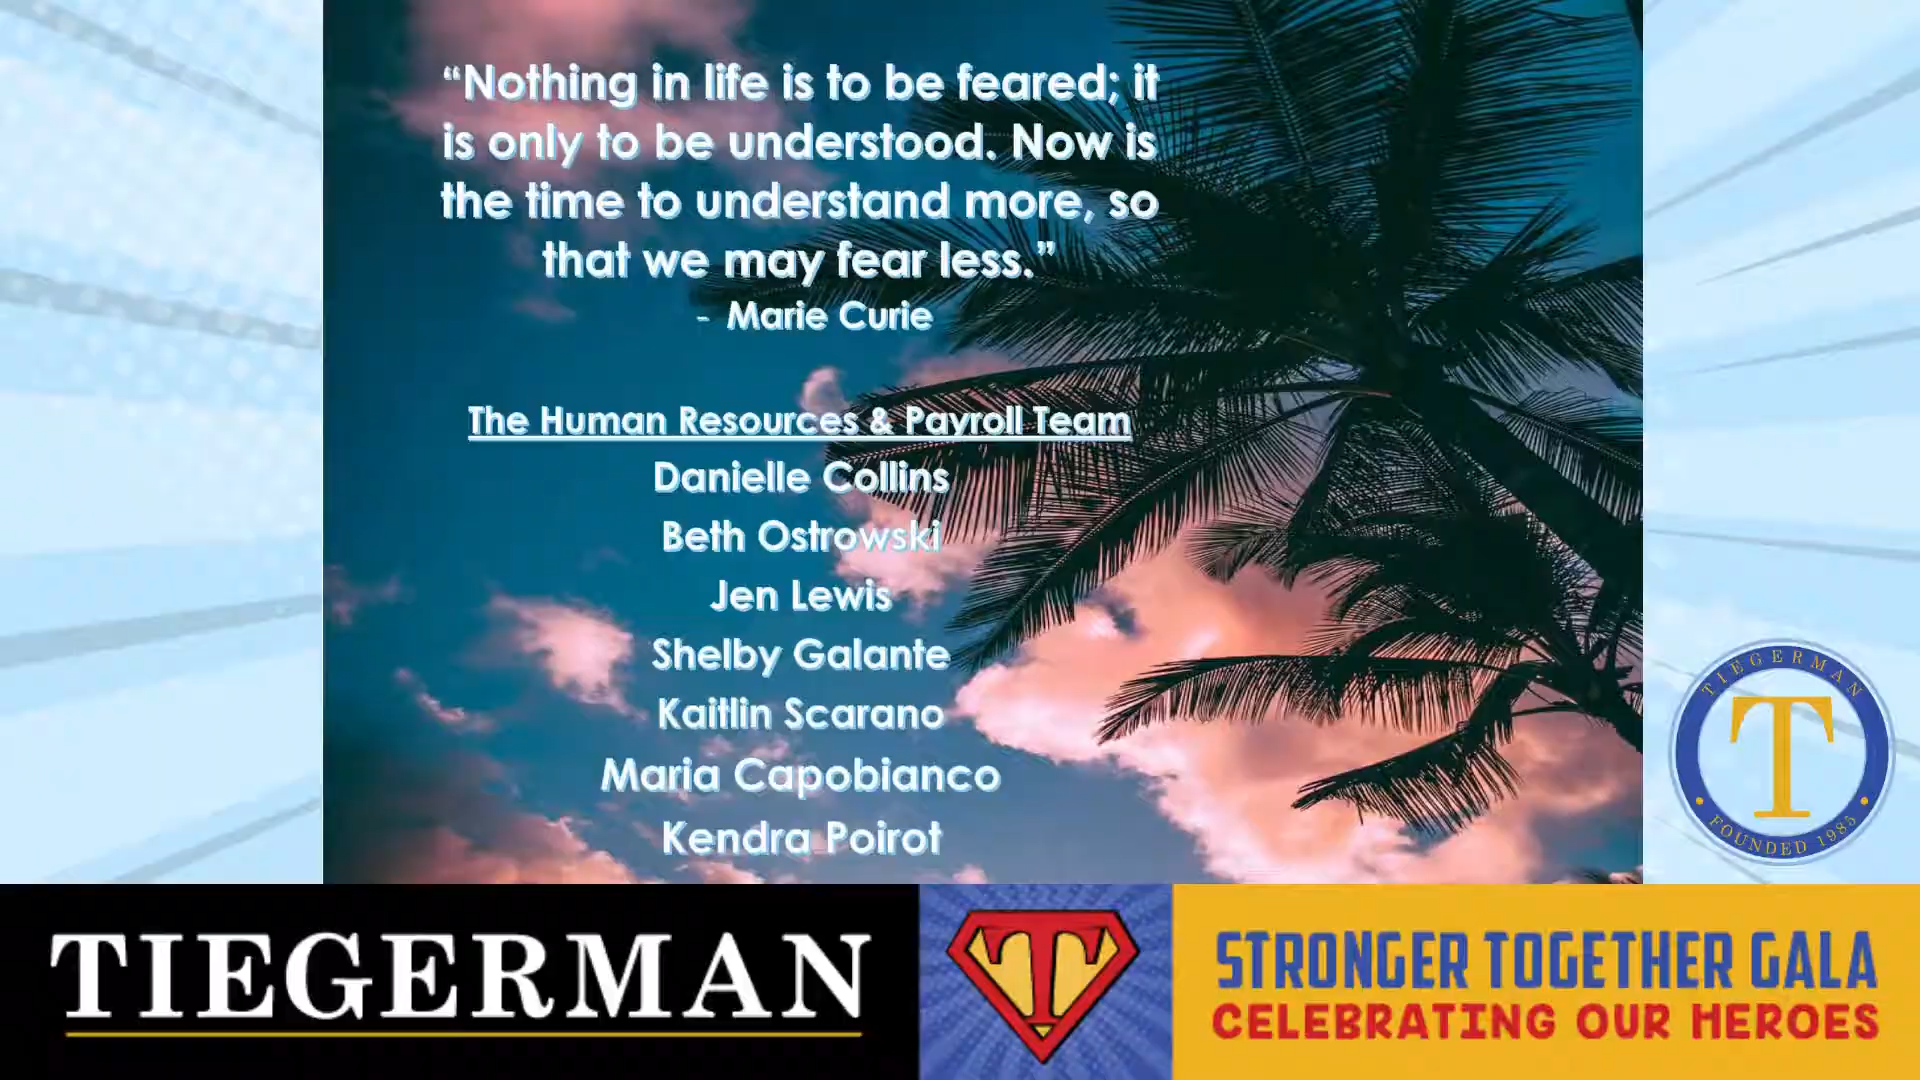 “Nothing in life is to be feared; it
is only to be understood. Now is
the time to understand more, so
that we may fear less.”
- Marie Curie
The Human Resources & Payroll Team
Danielle Collins
Beth Ostrowski
Jen Lewis
Shelby Galante
Kaitlin Scarano
Maria Capobianco
Kendra Poirot
TIEGERMAN
T
FOUNDED 1985
TIEGERMAN
T
STRONGER TOGETHER GALA
CELEBRATING OUR HEROES